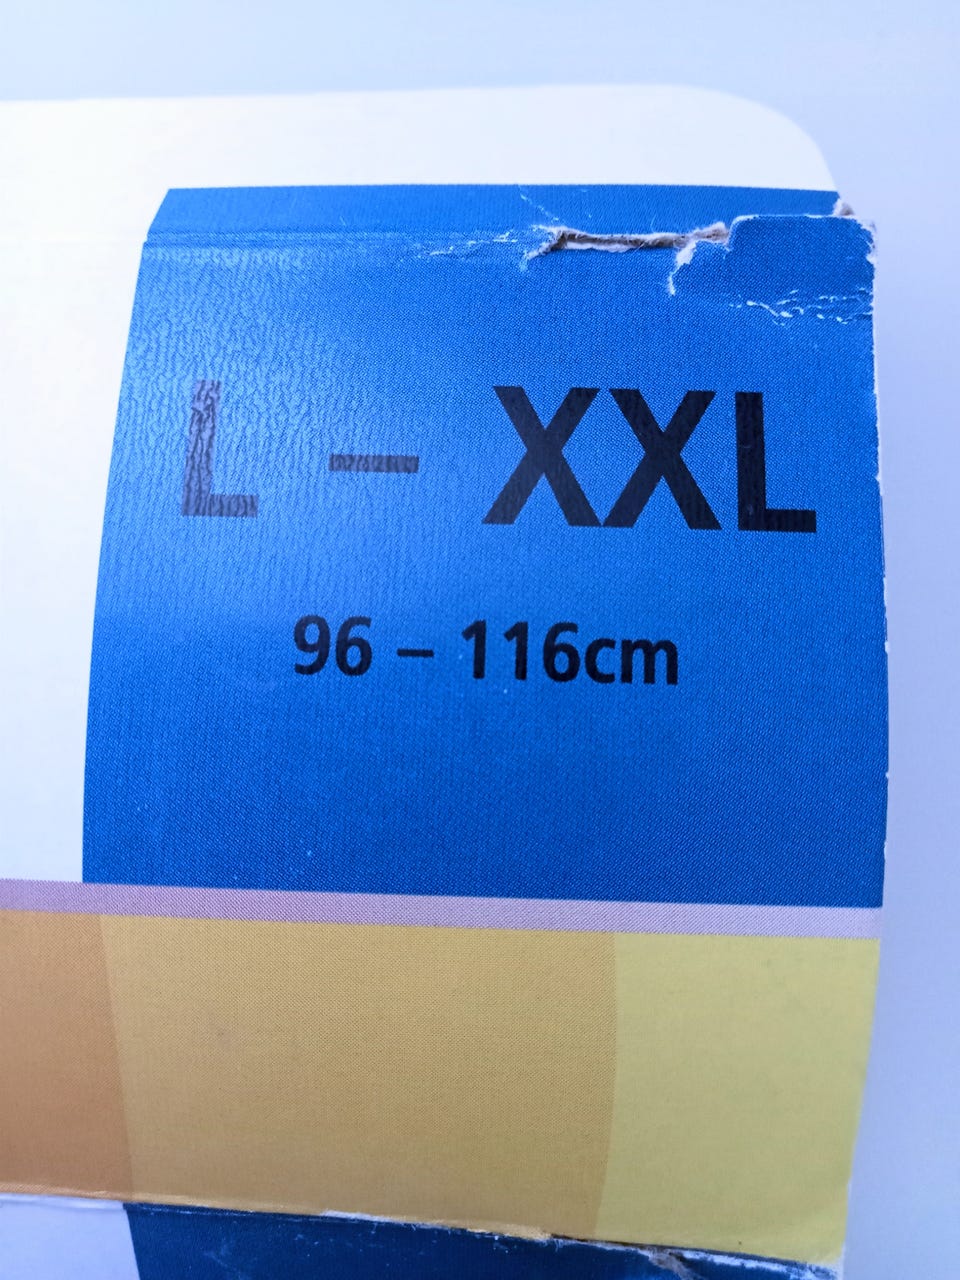 L – XXL
96 – 116cm